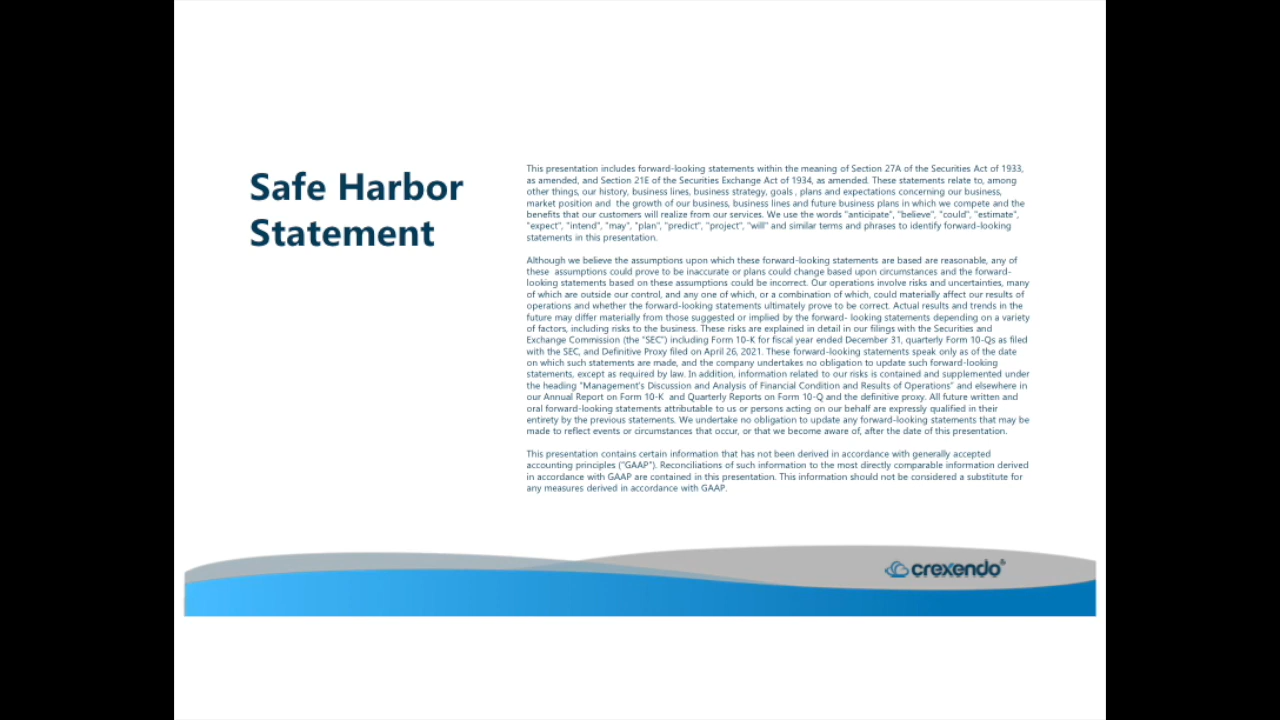 Safe Harbor
Statement
This presentation includes forward-looking statements within the meaning of Section 27A of the Securities Act of 1933,
as amended, and Section 21E of the Securities Exchange Act of 1934, as amended. These statements relate to, among
other things, our history, business lines, business strategy, goals , plans and expectations concerning our business,
market position and  the growth of our business, business lines and future business plans in which we compete and the
benefits that our customers will realize from our services. We use the words "anticipate", "believe", "could", "estimate",
"expect", "intend", "may", "plan", "predict", "project", "will" and similar terms and phrases to identify forward-looking
statements in this presentation.
Although we believe the assumptions upon which these forward-looking statements are based are reasonable, any of
these  assumptions could prove to be inaccurate or plans could change based upon circumstances and the forward-
looking statements based on these assumptions could be incorrect. Our operations involve risks and uncertainties, many
of which are outside our control, and any one of which, or a combination of which, could materially affect our results of
operations and whether the forward-looking statements ultimately prove to be correct. Actual results and trends in the
future may differ materially from those suggested or implied by the forward- looking statements depending on a variety
of factors, including risks to the business. These risks are explained in detail in our filings with the Securities and
Exchange Commission (the "SEC") including Form 10-K for fiscal year ended December 31, quarterly Form 10-Qs as filed
with the SEC, and Definitive Proxy filed on April 26, 2021. These forward-looking statements speak only as of the date
on which such statements are made, and the company undertakes no obligation to update such forward-looking
statements, except as required by law. In addition, information related to our risks is contained and supplemented under
the heading "Management's Discussion and Analysis of Financial Condition and Results of Operations" and elsewhere in
our Annual Report on Form 10-K  and Quarterly Reports on Form 10-Q and the definitive proxy. All future written and
oral forward-looking statements attributable to us or persons acting on our behalf are expressly qualified in their
entirety by the previous statements. We undertake no obligation to update any forward-looking statements that may be
made to reflect events or circumstances that occur, or that we become aware of, after the date of this presentation.
This presentation contains certain information that has not been derived in accordance with generally accepted
accounting principles ("GAAP"). Reconciliations of such information to the most directly comparable information derived
in accordance with GAAP are contained in this presentation. This information should not be considered a substitute for
any measures derived in accordance with GAAP.
crexendo®